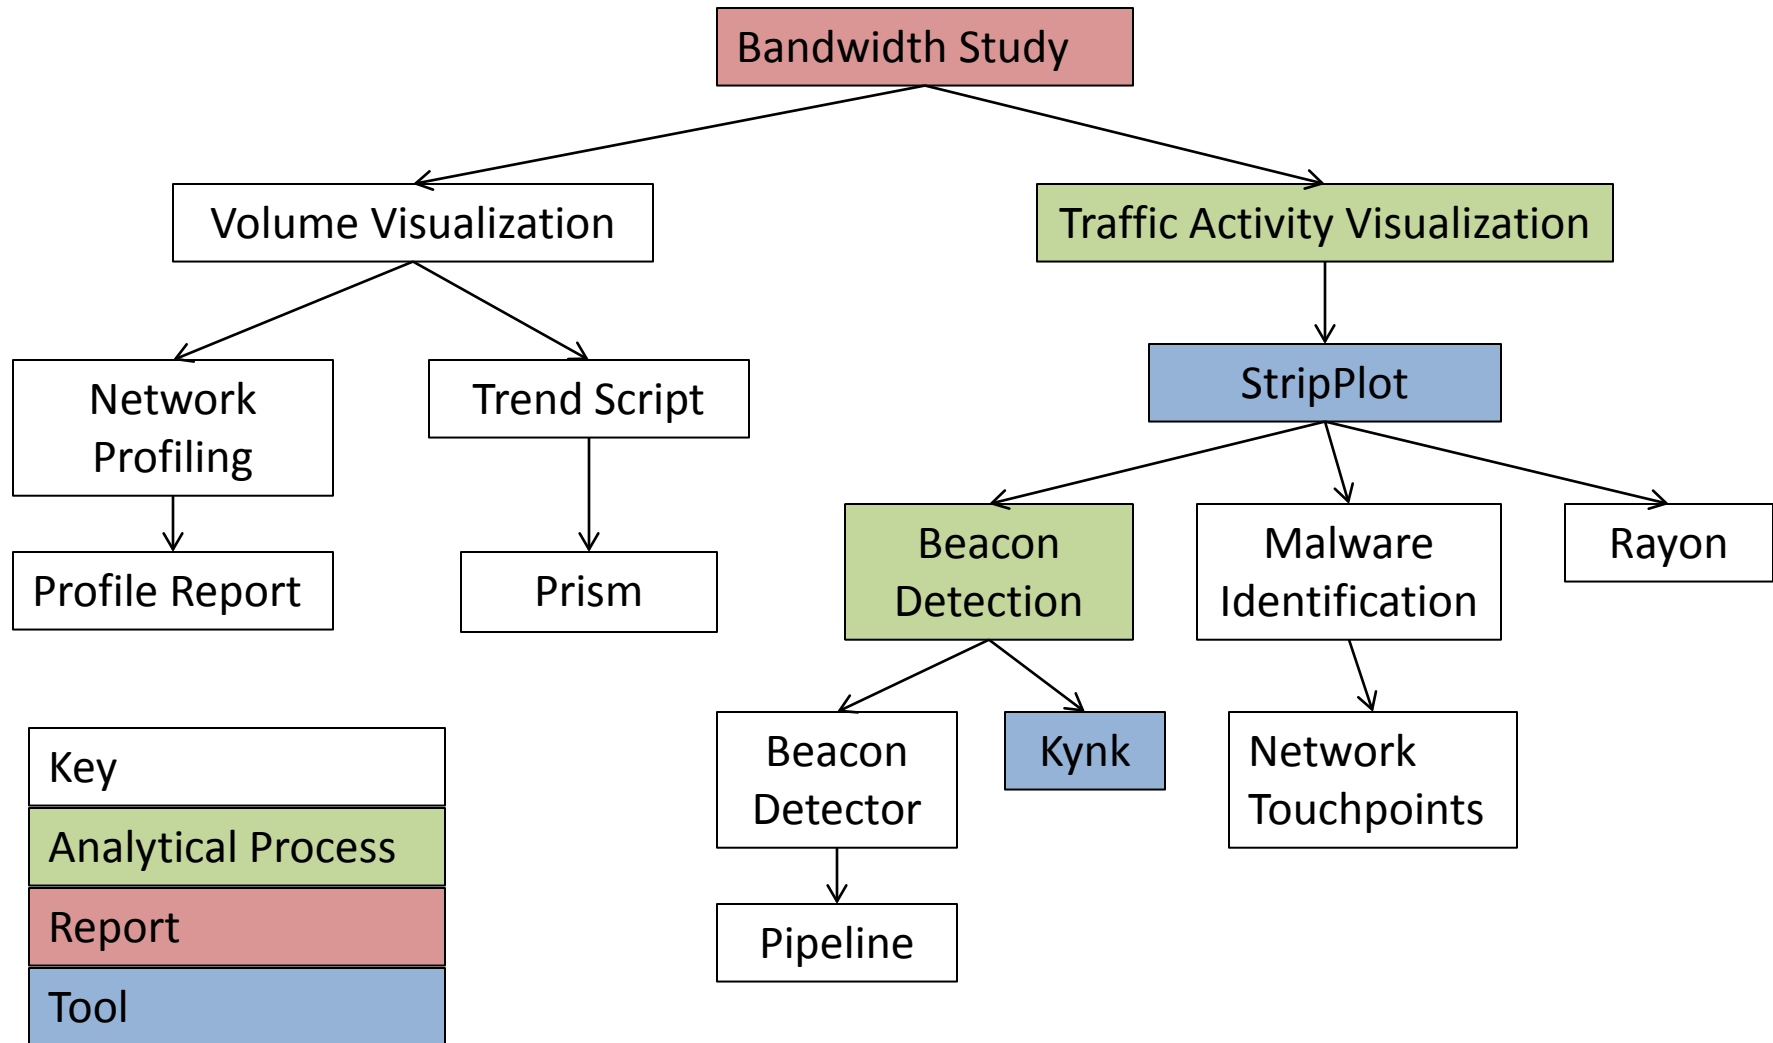 Bandwidth Study
Volume Visualization
Traffic Activity Visualization
Network
Profiling
Trend Script
StripPlot
Profile Report
Prism
Beacon
Detection
Malware
Identification
Rayon
Beacon
Detector
Kynk
Network
Touchpoints
Pipeline
Key
Analytical Process
Report
Tool